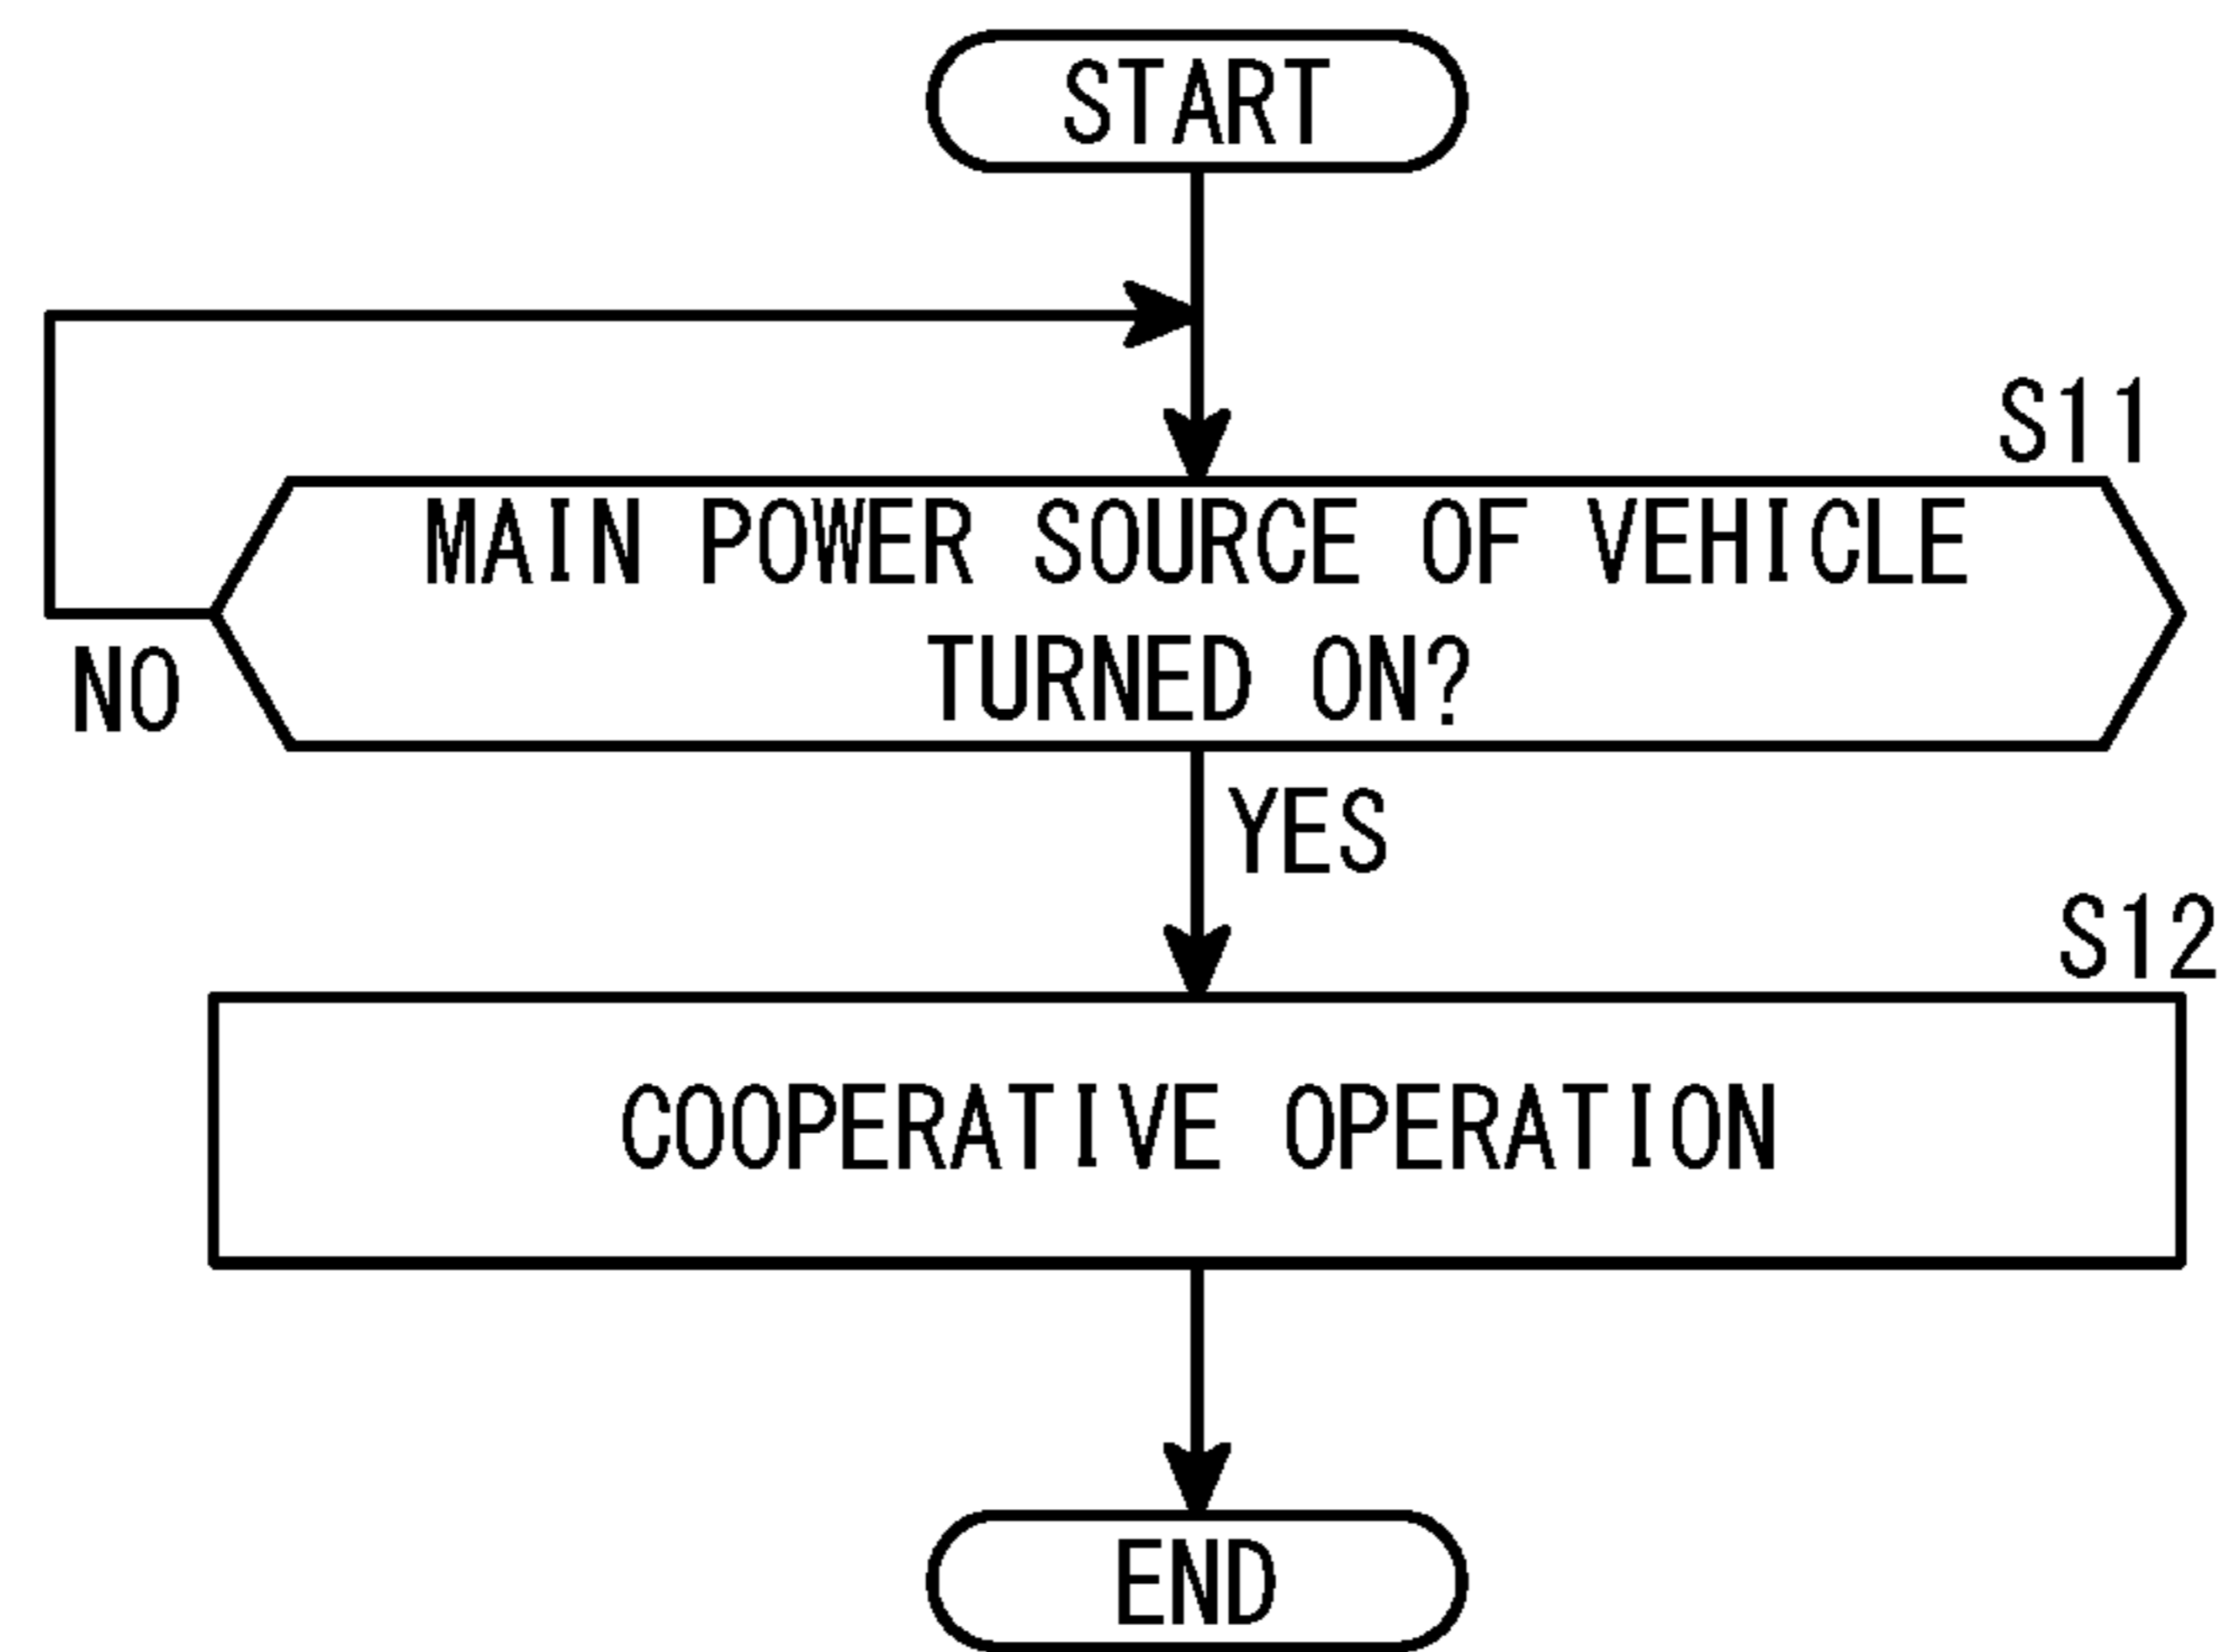 START
S11
MAIN POWER SOURCE OF VEHICLE
TURNED ON?
NO
YES
S12
COOPERATIVE OPERATION
END